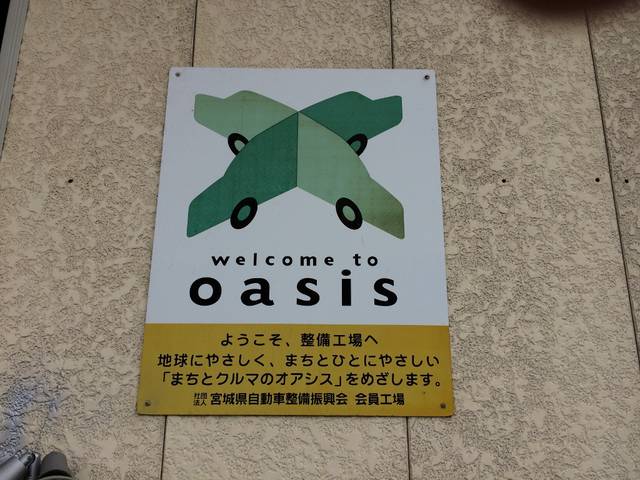 welcome to
oasis
ようこそ、整備工場へ
地球にやさしく、まちとひとにやさしい
「まちとクルマのオアシス」をめざします。
社団法人 宮城県自動車整備振興会 会員工場